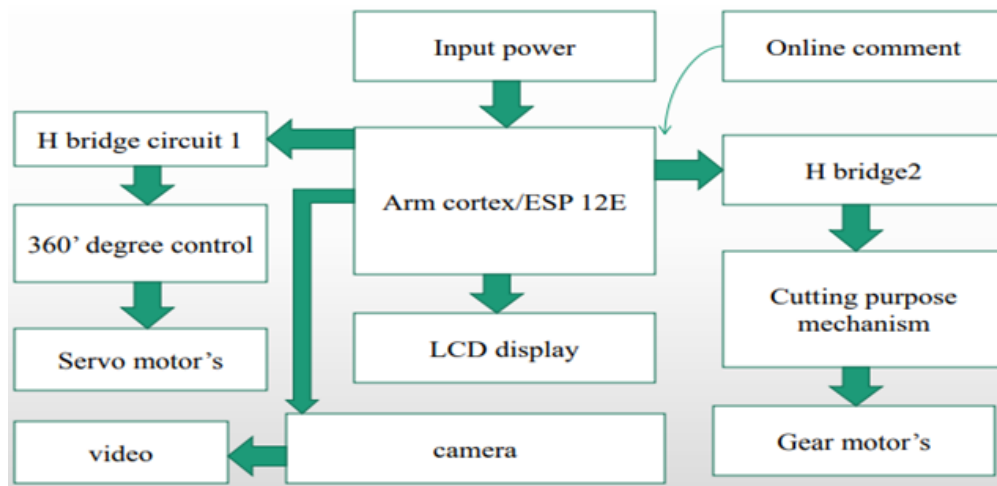 Input power
Online comment
H bridge circuit 1
Arm cortex/ESP 12E
H bridge2
360’ degree control
Cutting purpose
mechanism
Servo motor’s
LCD display
Gear motor’s
video
camera